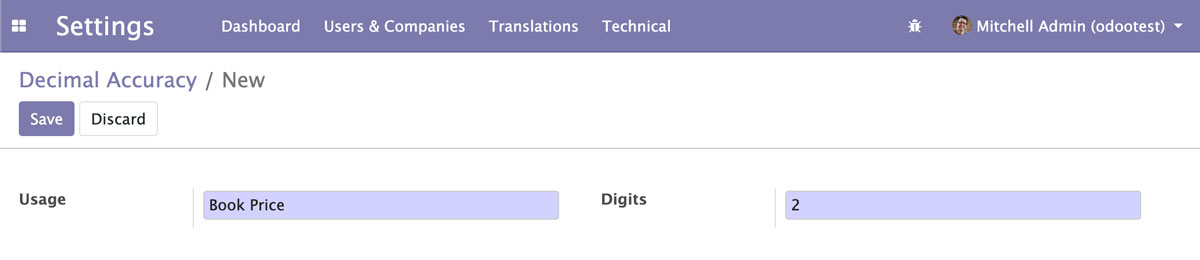 Settings Dashboard Users & Companies Translations Technical Mitchell Admin (odootest)
Decimal Accuracy / New
Save Discard
Usage Book Price Digits 2